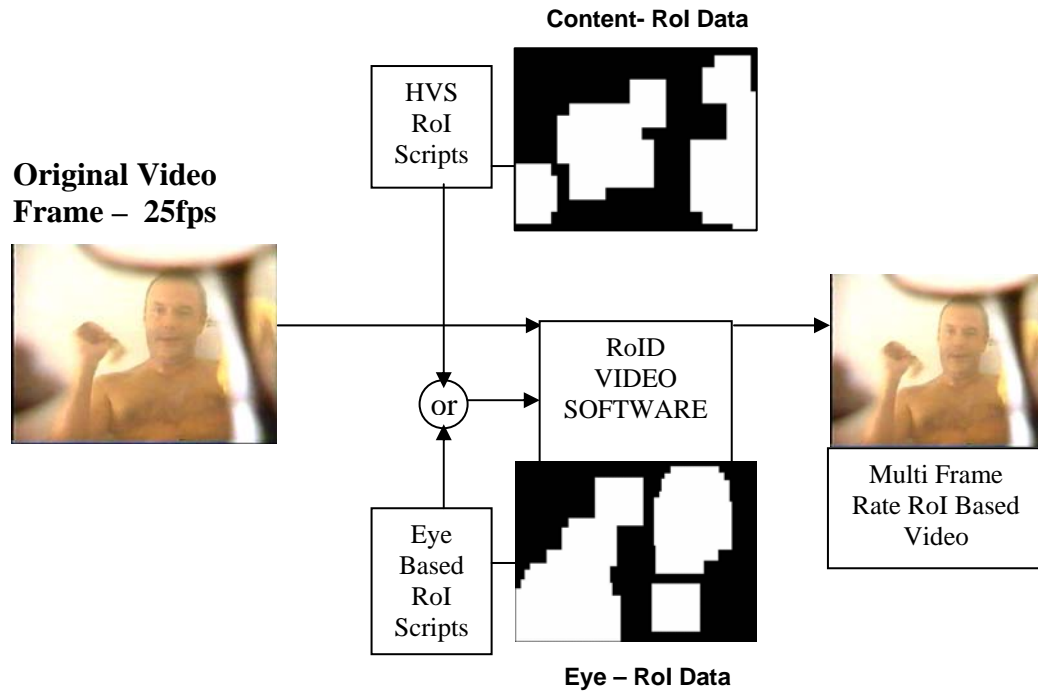 Content- RoI Data
HVS
RoI
Scripts
Original Video
Frame – 25fps
RoID
VIDEO
SOFTWARE
or
Multi Frame
Rate RoI Based
Video
Eye
Based
RoI
Scripts
Eye – RoI Data